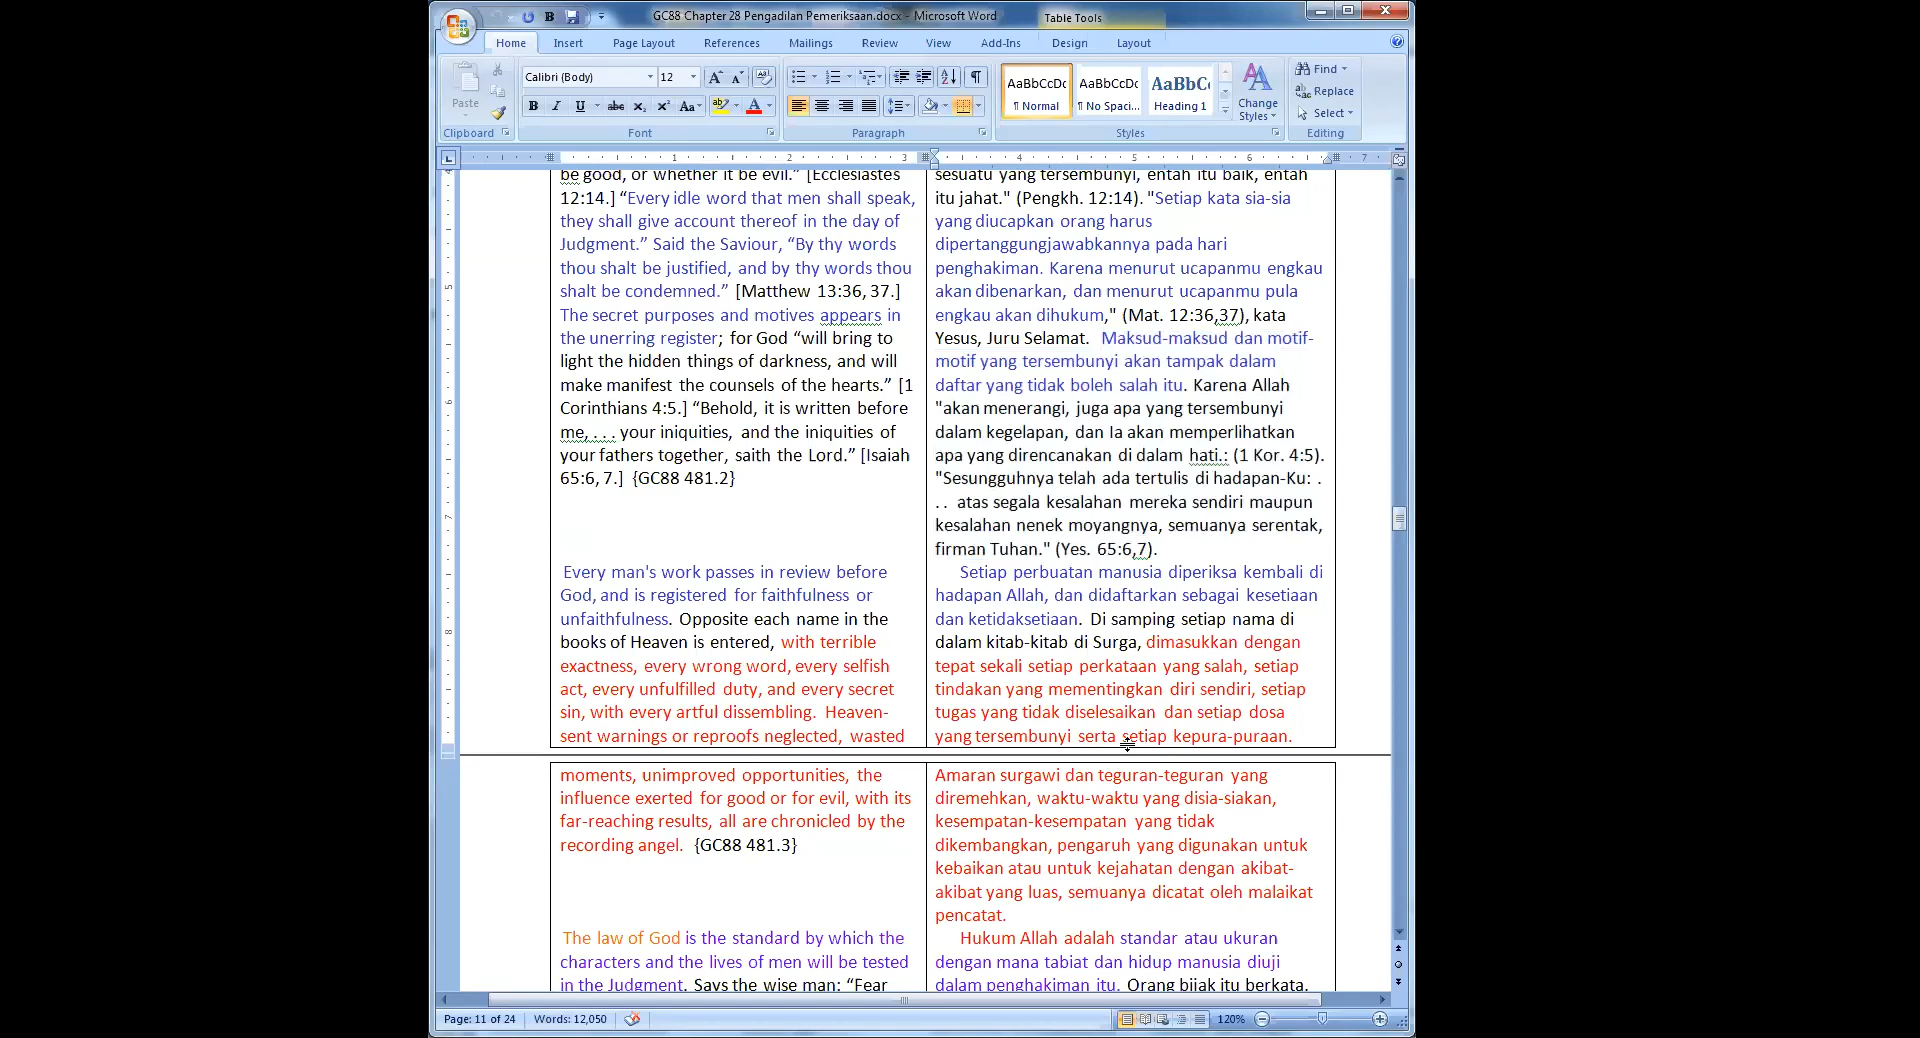 GC88 Chapter 28 Pengadilan Pemeriksaan.docx - Microsoft Word
Table Tools
Home
Insert
Page Layout
References
Mailings
Review
View
Add-Ins
Design
Layout
Paste
Clipboard
Calibri (Body)
12
Font
Paragraph
AaBbCcDc
¶ Normal
AaBbCcDc
¶ No Spaci...
AaBbC
Heading 1
Change
Styles
Styles
Find
Replace
Select
Editing
1 2 3 4 5 6 7
be good, or whether it be evil.” [Ecclesiastes
12:14.] “Every idle word that men shall speak,
they shall give account thereof in the day of
Judgment.” Said the Saviour, “By thy words
thou shalt be justified, and by thy words thou
shalt be condemned.” [Matthew 13:36, 37.]
The secret purposes and motives appears in
the unerring register; for God “will bring to
light the hidden things of darkness, and will
make manifest the counsels of the hearts.” [1
Corinthians 4:5.] “Behold, it is written before
me, . . . your iniquities, and the iniquities of
your fathers together, saith the Lord.” [Isaiah
65:6, 7.] {GC88 481.2}
Every man's work passes in review before
God, and is registered for faithfulness or
unfaithfulness. Opposite each name in the
books of Heaven is entered, with terrible
exactness, every wrong word, every selfish
act, every unfulfilled duty, and every secret
sin, with every artful dissembling. Heaven-
sent warnings or reproofs neglected, wasted
moments, unimproved opportunities, the
influence exerted for good or for evil, with its
far-reaching results, all are chronicled by the
recording angel. {GC88 481.3}
The law of God is the standard by which the
characters and the lives of men will be tested
in the Judgment. Says the wise man: “Fear
sesuatu yang tersembunyi, entah itu baik, entah
itu jahat." (Pengkh. 12:14). "Setiap kata sia-sia
yang diucapkan orang harus
dipertanggungjawabkannya pada hari
penghakiman. Karena menurut ucapanmu engkau
akan dibenarkan, dan menurut ucapanmu pula
engkau akan dihukum," (Mat. 12:36,37), kata
Yesus, Juru Selamat. Maksud-maksud dan motif-
motif yang tersembunyi akan tampak dalam
daftar yang tidak boleh salah itu. Karena Allah
"akan menerangi, juga apa yang tersembunyi
dalam kegelapan, dan Ia akan memperlihatkan
apa yang direncanakan di dalam hati.: (1 Kor. 4:5).
"Sesungguhnya telah ada tertulis di hadapan-Ku: .
. . atas segala kesalahan mereka sendiri maupun
kesalahan nenek moyangnya, semuanya serentak,
firman Tuhan." (Yes. 65:6,7).
Setiap perbuatan manusia diperiksa kembali di
hadapan Allah, dan didaftarkan sebagai kesetiaan
dan ketidaksetiaan. Di samping setiap nama di
dalam kitab-kitab di Surga, dimasukkan dengan
tepat sekali setiap perkataan yang salah, setiap
tindakan yang mementingkan diri sendiri, setiap
tugas yang tidak diselesaikan dan setiap dosa
yang tersembunyi serta setiap kepura-puraan.
Amaran surgawi dan teguran-teguran yang
diremehkan, waktu-waktu yang disia-siakan,
kesempatan-kesempatan yang tidak
dikembangkan, pengaruh yang digunakan untuk
kebaikan atau untuk kejahatan dengan akibat-
akibat yang luas, semuanya dicatat oleh malaikat
pencatat.
Hukum Allah adalah standar atau ukuran
dengan mana tabiat dan hidup manusia diuji
dalam penghakiman itu. Orang bijak itu berkata.
Page: 11 of 24
Words: 12,050
120%